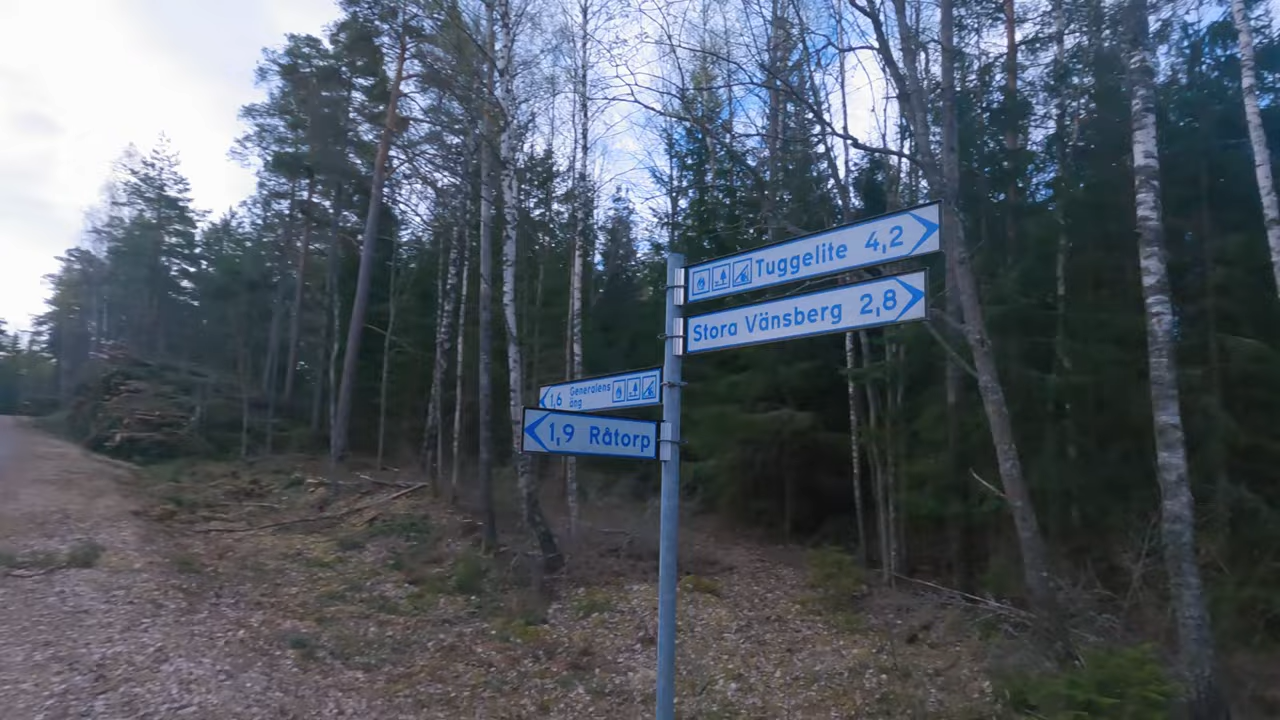 Tuggelite 4,2
Stora Vänsberg 2,8
1,6 Generalens
äng
1,9 Råtorp